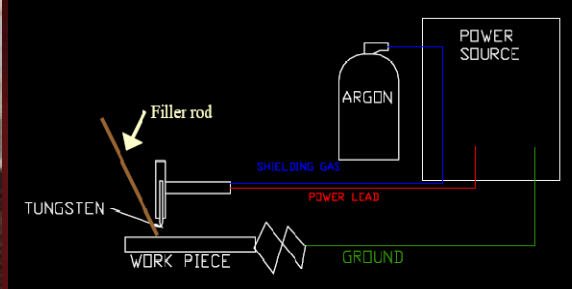 POWER
SOURCE
ARGON
Filler rod
SHIELDING GAS
POWER LEAD
TUNGSTEN
WORK PIECE
GROUND